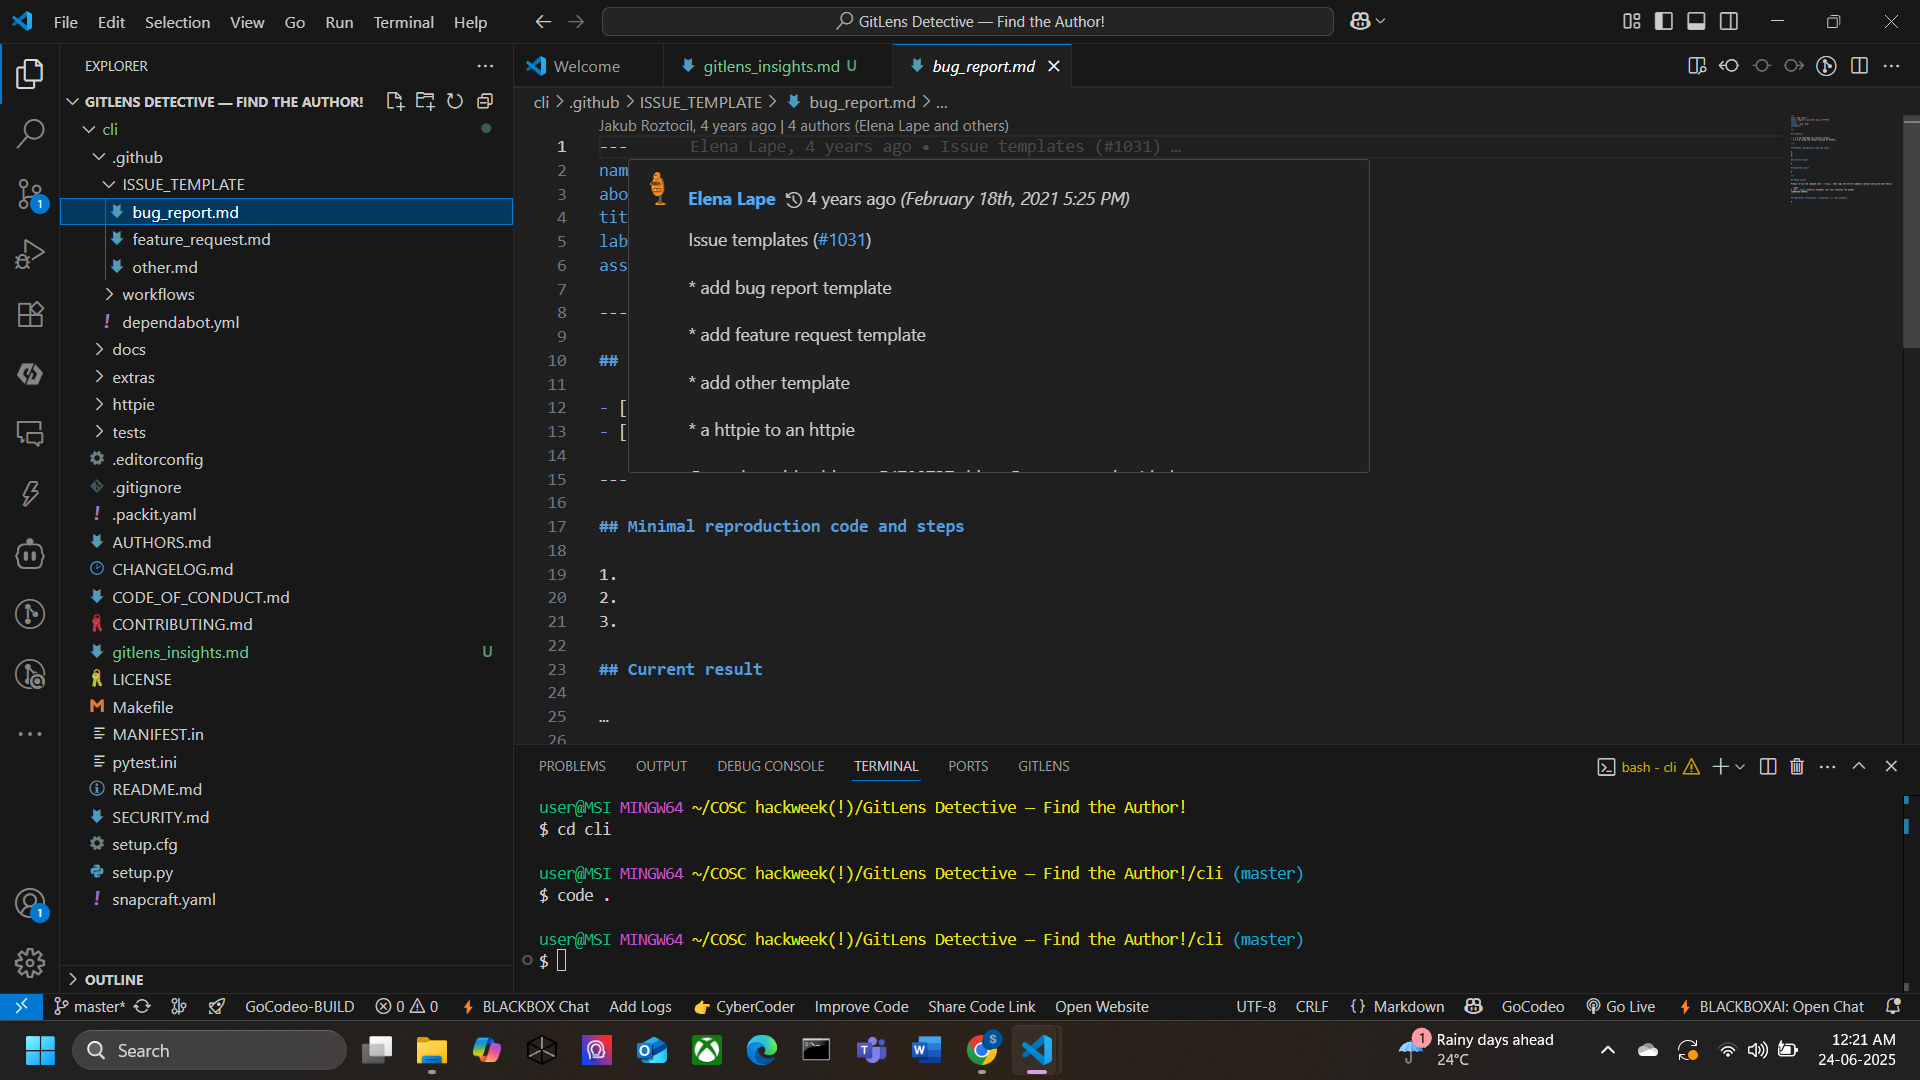 File Edit Selection View Go Run Terminal Help
GitLens Detective — Find the Author!
EXPLORER
GITLENS DETECTIVE — FIND THE AUTHOR!
cli
.github
ISSUE_TEMPLATE
bug_report.md
feature_request.md
other.md
workflows
! dependabot.yml
docs
extras
httpie
tests
.editorconfig
.gitignore
! .packit.yaml
AUTHORS.md
CHANGELOG.md
CODE_OF_CONDUCT.md
CONTRIBUTING.md
gitlens_insights.md U
LICENSE
Makefile
MANIFEST.in
pytest.ini
README.md
SECURITY.md
setup.cfg
setup.py
! snapcraft.yaml
OUTLINE
1
1
Welcome
gitlens_insights.md U
bug_report.md
cli > .github > ISSUE_TEMPLATE > bug_report.md > ...
Jakub Roztocil, 4 years ago | 4 authors (Elena Lape and others)
1 --- Elena Lape, 4 years ago • Issue templates (#1031) …
2 nam
3 abo
4 tit
5 lab
6 ass
7
8 ---
9
10 ##
11
12 - [
13 - [
14
15 ---
16
17 ## Minimal reproduction code and steps
18
19 1.
20 2.
21 3.
22
23 ## Current result
24
25 …
26
Elena Lape 4 years ago (February 18th, 2021 5:25 PM)
Issue templates (#1031)
* add bug report template
* add feature request template
* add other template
* a httpie to an httpie
PROBLEMS OUTPUT DEBUG CONSOLE TERMINAL PORTS GITLENS
bash - cli
user@MSI MINGW64 ~/COSC hackweek(!)/GitLens Detective — Find the Author!
$ cd cli
user@MSI MINGW64 ~/COSC hackweek(!)/GitLens Detective — Find the Author!/cli (master)
$ code .
user@MSI MINGW64 ~/COSC hackweek(!)/GitLens Detective — Find the Author!/cli (master)
$
master* GoCodeo-BUILD 0 0 BLACKBOX Chat Add Logs 👉 CyberCoder Improve Code Share Code Link Open Website UTF-8 CRLF {} Markdown GoCodeo Go Live BLACKBOXAI: Open Chat
Search
S
1
Rainy days ahead
24°C
12:21 AM
24-06-2025